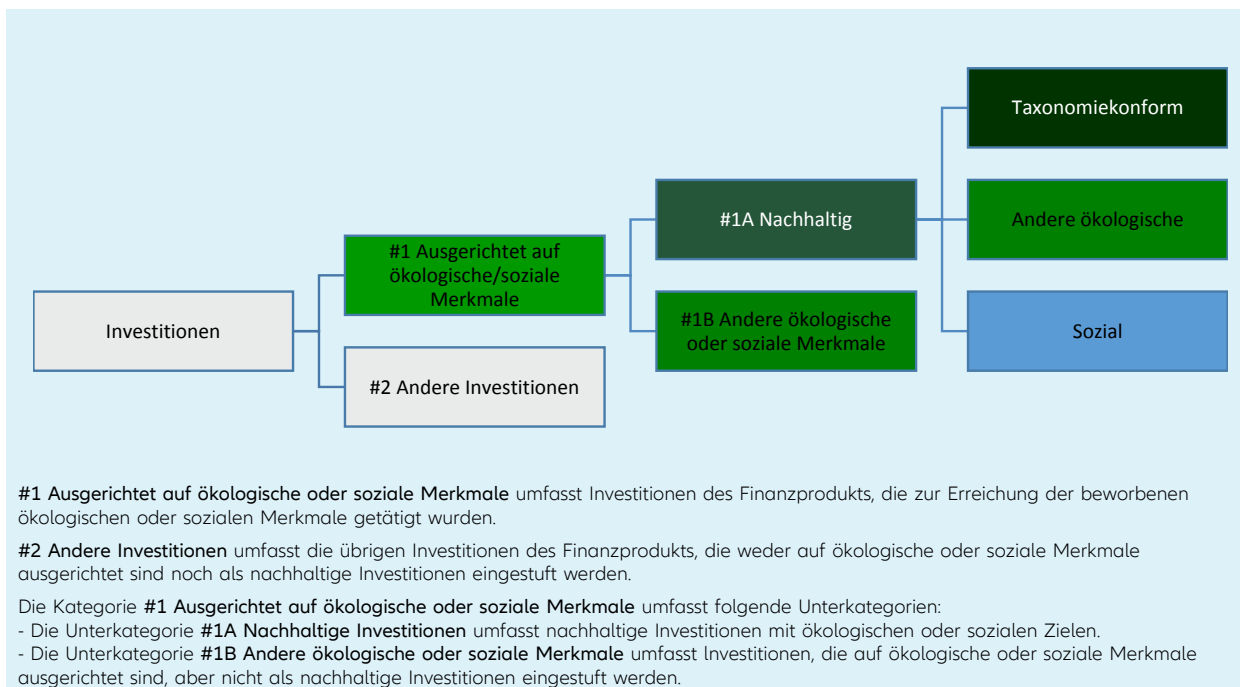 Taxonomiekonform
#1A Nachhaltig
Andere ökologische
#1 Ausgerichtet auf
ökologische/soziale
Merkmale
Investitionen
#1B Andere ökologische
oder soziale Merkmale
Sozial
#2 Andere Investitionen
#1 Ausgerichtet auf ökologische oder soziale Merkmale umfasst Investitionen des Finanzprodukts, die zur Erreichung der beworbenen
ökologischen oder sozialen Merkmale getätigt wurden.
#2 Andere Investitionen umfasst die übrigen Investitionen des Finanzprodukts, die weder auf ökologische oder soziale Merkmale
ausgerichtet sind noch als nachhaltige Investitionen eingestuft werden.
Die Kategorie #1 Ausgerichtet auf ökologische oder soziale Merkmale umfasst folgende Unterkategorien:
- Die Unterkategorie #1A Nachhaltige Investitionen umfasst nachhaltige Investitionen mit ökologischen oder sozialen Zielen.
- Die Unterkategorie #1B Andere ökologische oder soziale Merkmale umfasst Investitionen, die auf ökologische oder soziale Merkmale
ausgerichtet sind, aber nicht als nachhaltige Investitionen eingestuft werden.